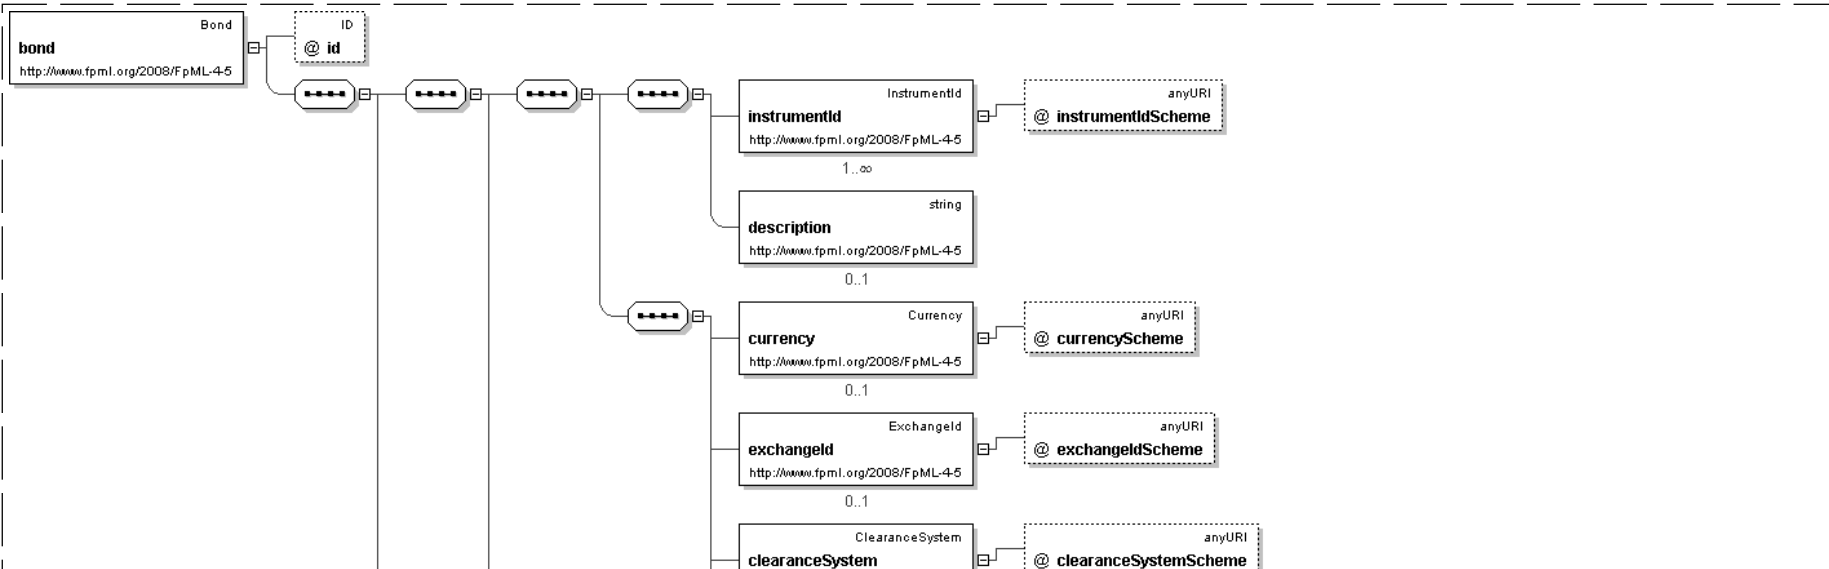 Bond
bond
http://www.fpml.org/2008/FpML-4-5
ID
@ id
InstrumentId
instrumentId
http://www.fpml.org/2008/FpML-4-5
1..∞
anyURI
@ instrumentIdScheme
string
description
http://www.fpml.org/2008/FpML-4-5
0..1
Currency
currency
http://www.fpml.org/2008/FpML-4-5
0..1
anyURI
@ currencyScheme
ExchangeId
exchangeId
http://www.fpml.org/2008/FpML-4-5
0..1
anyURI
@ exchangeIdScheme
ClearanceSystem
clearanceSystem
anyURI
@ clearanceSystemScheme